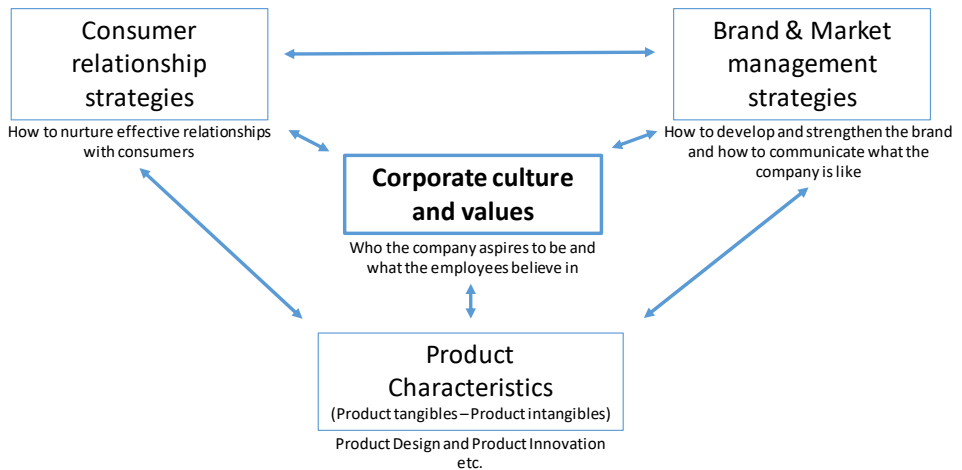 Consumer
relationship
strategies
How to nurture effective relationships
with consumers
Brand & Market
management
strategies
How to develop and strengthen the brand
and how to communicate what the
company is like
Corporate culture
and values
Who the company aspires to be and
what the employees believe in
Product
Characteristics
(Product tangibles – Product intangibles)
Product Design and Product Innovation
etc.